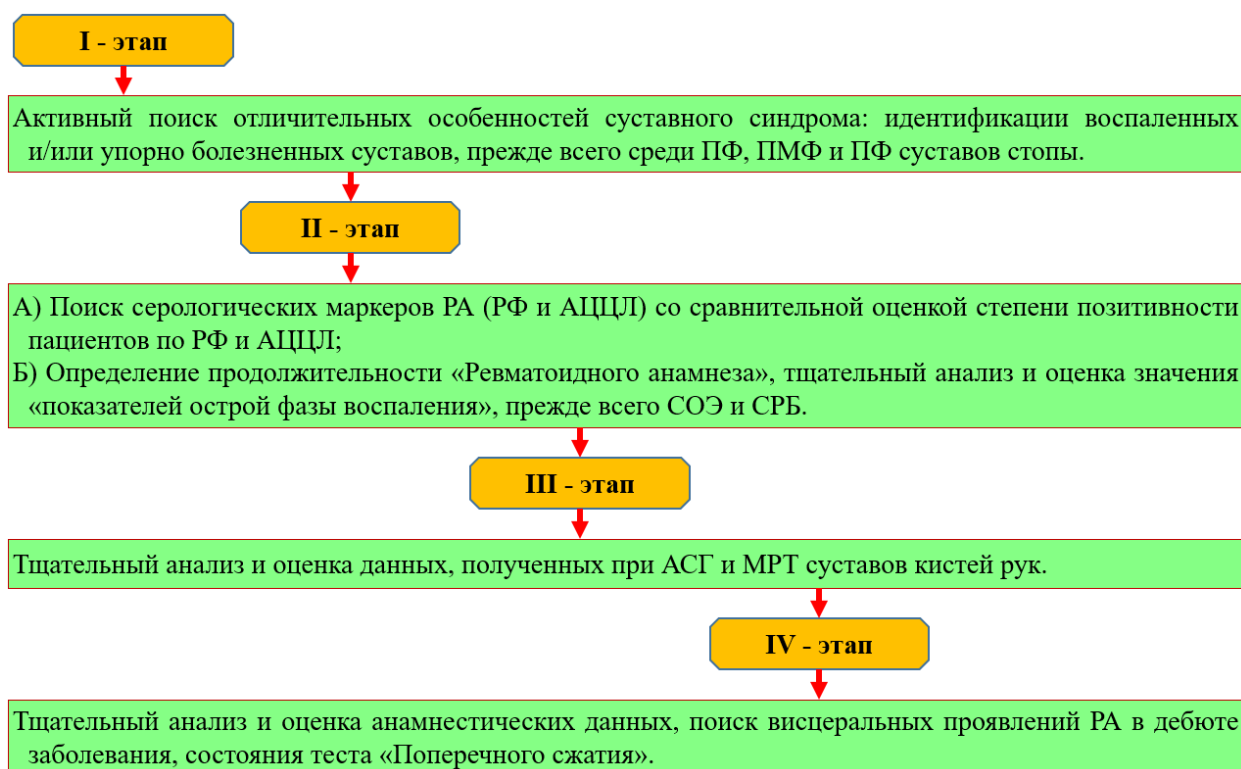 I - этап
Активный поиск отличительных особенностей суставного синдрома: идентификации воспаленных
и/или упорно болезненных суставов, прежде всего среди ПФ, ПМФ и ПФ суставов стопы.
II - этап
А) Поиск серологических маркеров РА (РФ и АЦЦЛ) со сравнительной оценкой степени позитивности
пациентов по РФ и АЦЦЛ;
Б) Определение продолжительности «Ревматоидного анамнеза», тщательный анализ и оценка значения
«показателей острой фазы воспаления», прежде всего СОЭ и СРБ.
III - этап
Тщательный анализ и оценка данных, полученных при АСГ и МРТ суставов кистей рук.
IV - этап
Тщательный анализ и оценка анамнестических данных, поиск висцеральных проявлений РА в дебюте
заболевания, состояния теста «Поперечного сжатия».